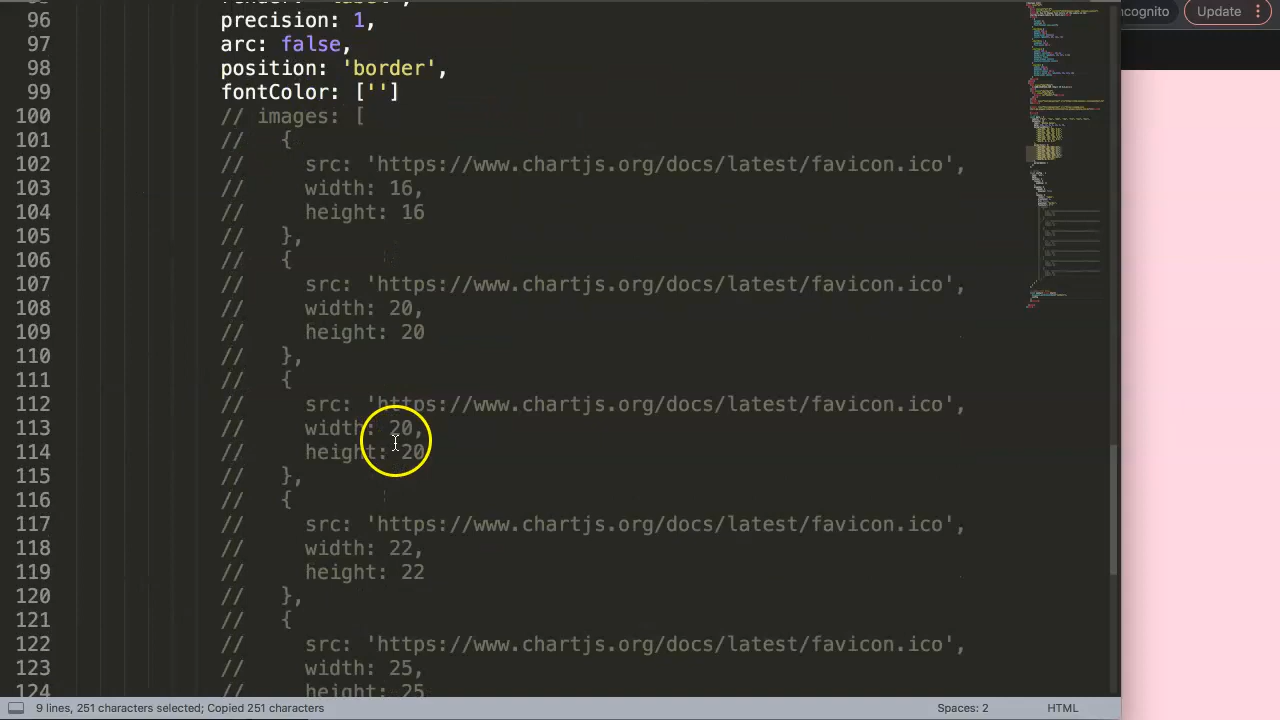 96 precision: 1,
97 arc: false,
98 position: 'border',
99 fontColor: ['']
100 // images: [
101 // {
102 // src: 'https://www.chartjs.org/docs/latest/favicon.ico',
103 // width: 16,
104 // height: 16
105 // },
106 // {
107 // src: 'https://www.chartjs.org/docs/latest/favicon.ico',
108 // width: 20,
109 // height: 20
110 // },
111 // {
112 // src: 'https://www.chartjs.org/docs/latest/favicon.ico',
113 // width: 20,
114 // height: 20
115 // },
116 // {
117 // src: 'https://www.chartjs.org/docs/latest/favicon.ico',
118 // width: 22,
119 // height: 22
120 // },
121 // {
122 // src: 'https://www.chartjs.org/docs/latest/favicon.ico',
123 // width: 25,
124 // height: 25
cognito Update
9 lines, 251 characters selected; Copied 251 characters Spaces: 2 HTML